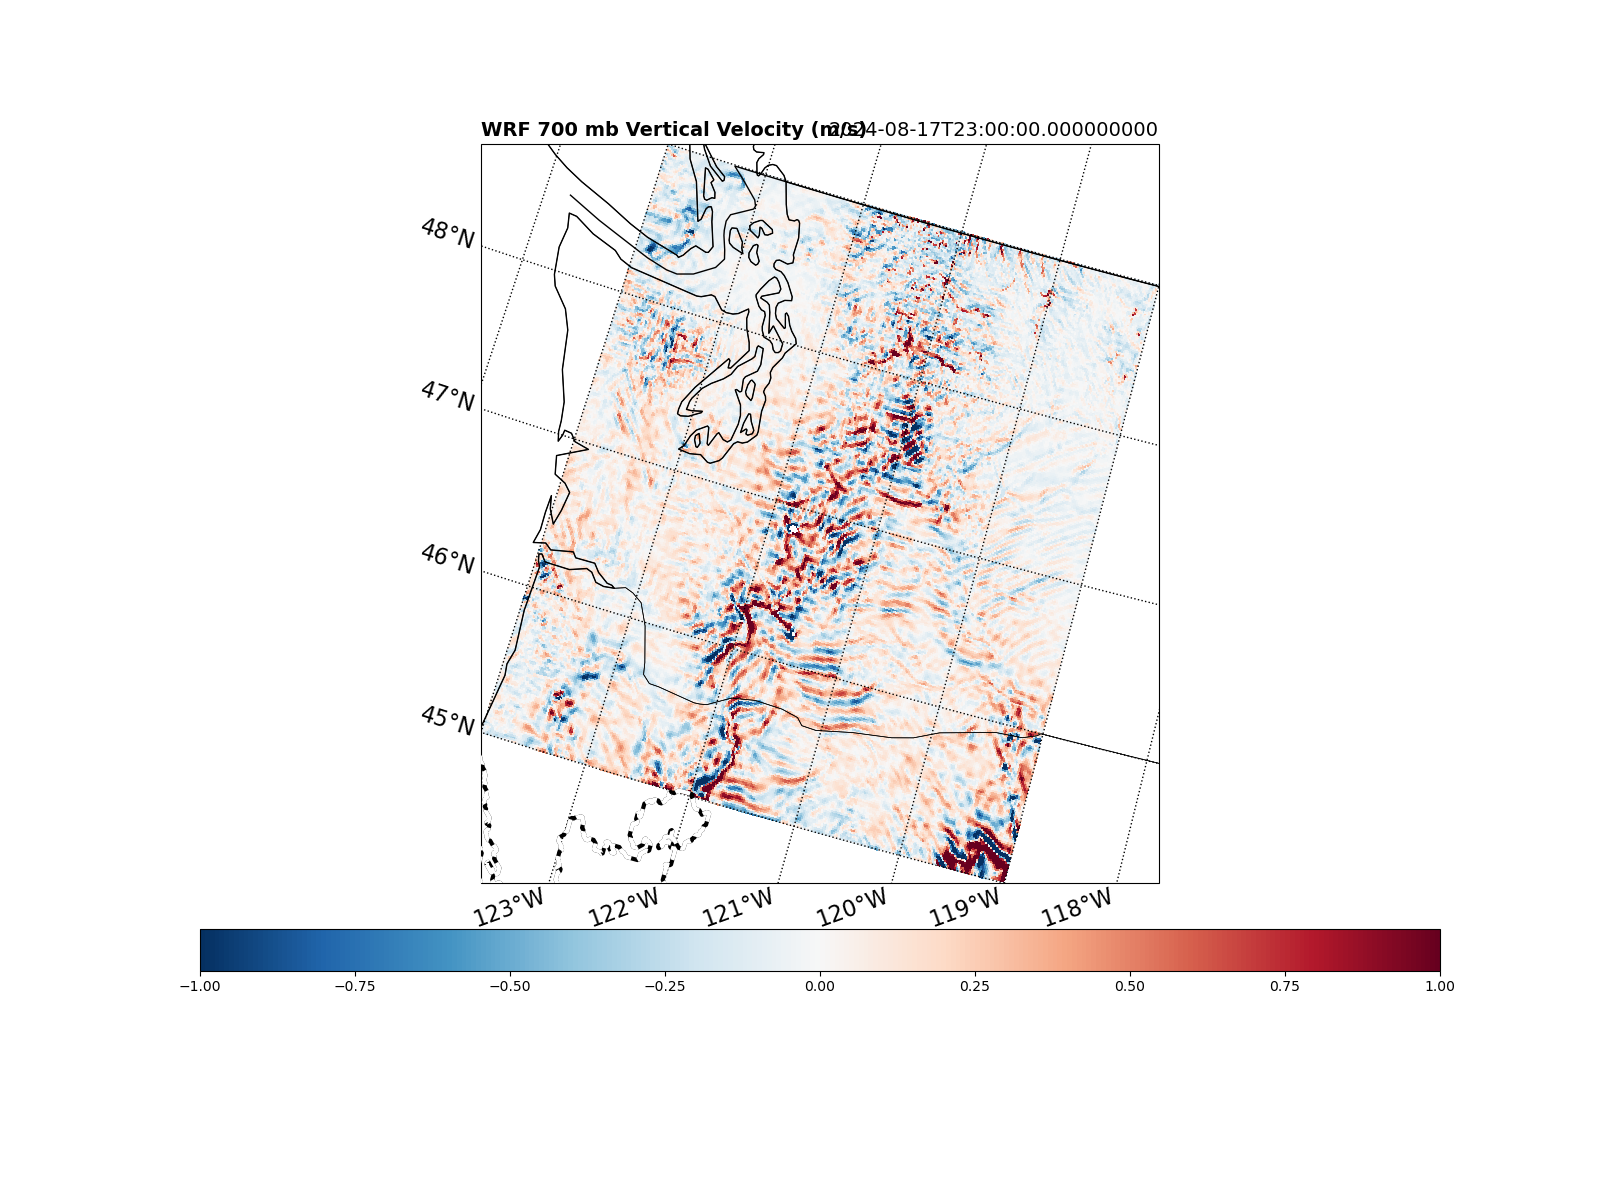 WRF 700 mb Vertical Velocity (m/s) 2024-08-17T23:00:00.000000000
48°N
47°N
46°N
45°N
123°W 122°W 121°W 120°W 119°W 118°W
−1.00 −0.75 −0.50 −0.25 0.00 0.25 0.50 0.75 1.00